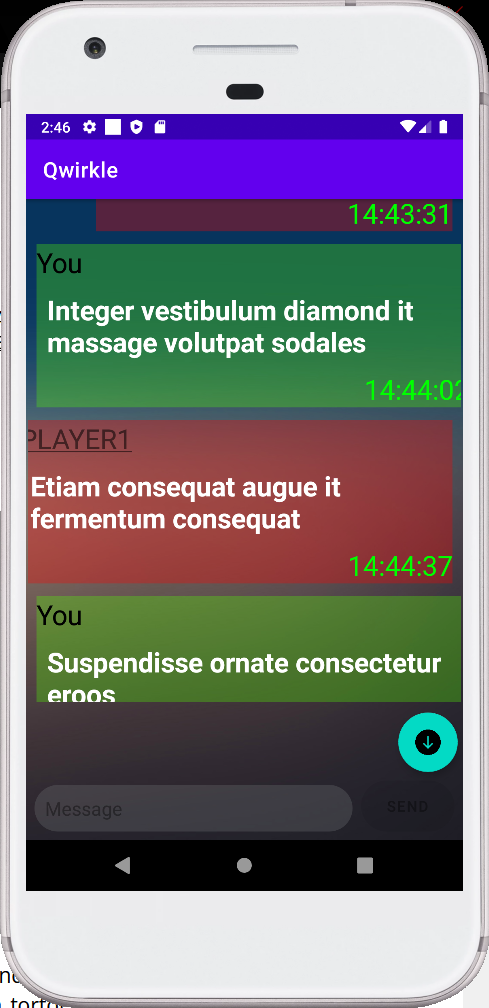 2:46
Qwirkle
14:43:31
You
Integer vestibulum diamond it
massage volutpat sodales
14:44:02
PLAYER1
Etiam consequat augue it
fermentum consequat
14:44:37
You
Suspendisse ornate consectetur
eroos
Message
SEND